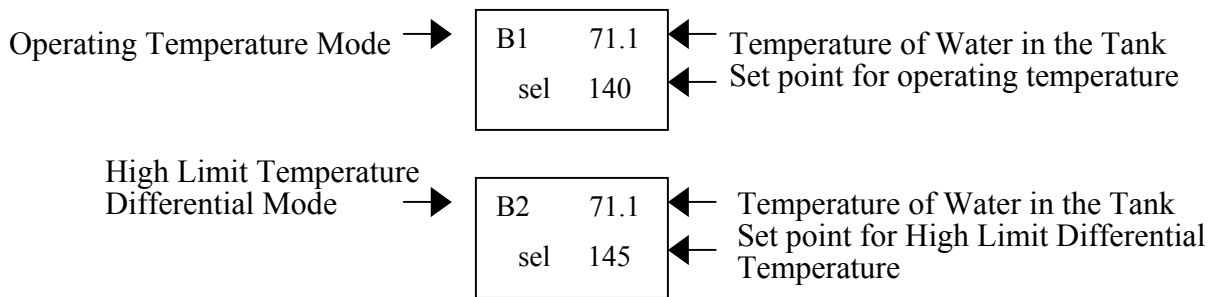 Operating Temperature Mode
B1 71.1
sel 140
Temperature of Water in the Tank
Set point for operating temperature
High Limit Temperature
Differential Mode
B2 71.1
sel 145
Temperature of Water in the Tank
Set point for High Limit Differential
Temperature